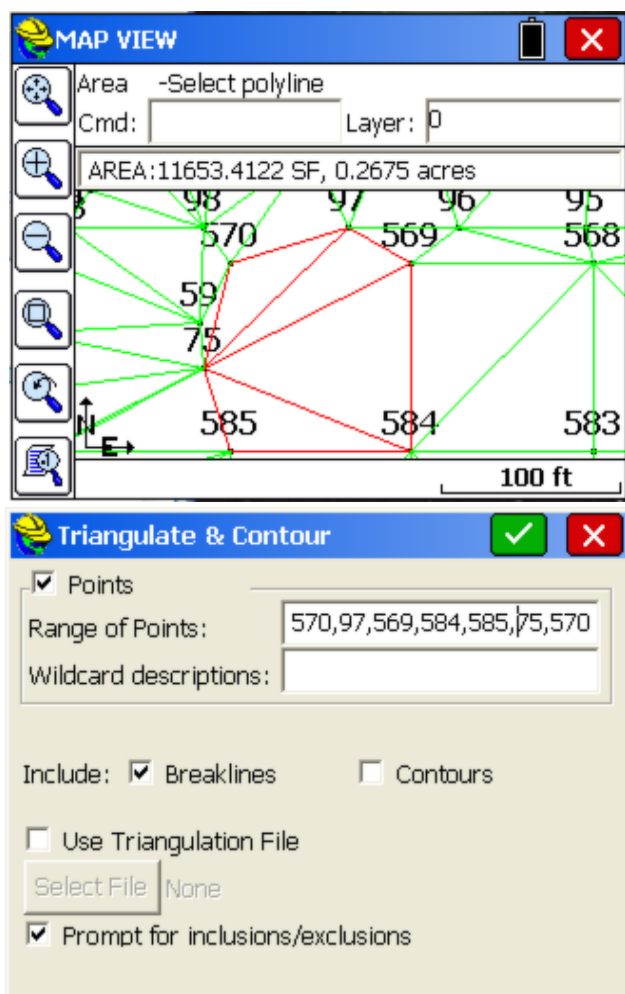 MAP VIEW
Area -Select polyline
Cmd: Layer: 0
AREA:11653.4122 SF, 0.2675 acres
98 97 96 95
570 569 568
59
75
585 584 583
N E
100 ft
Triangulate & Contour
Points
Range of Points: 570,97,569,584,585,75,570
Wildcard descriptions:
Include: Breaklines Contours
Use Triangulation File
Select File None
Prompt for inclusions/exclusions